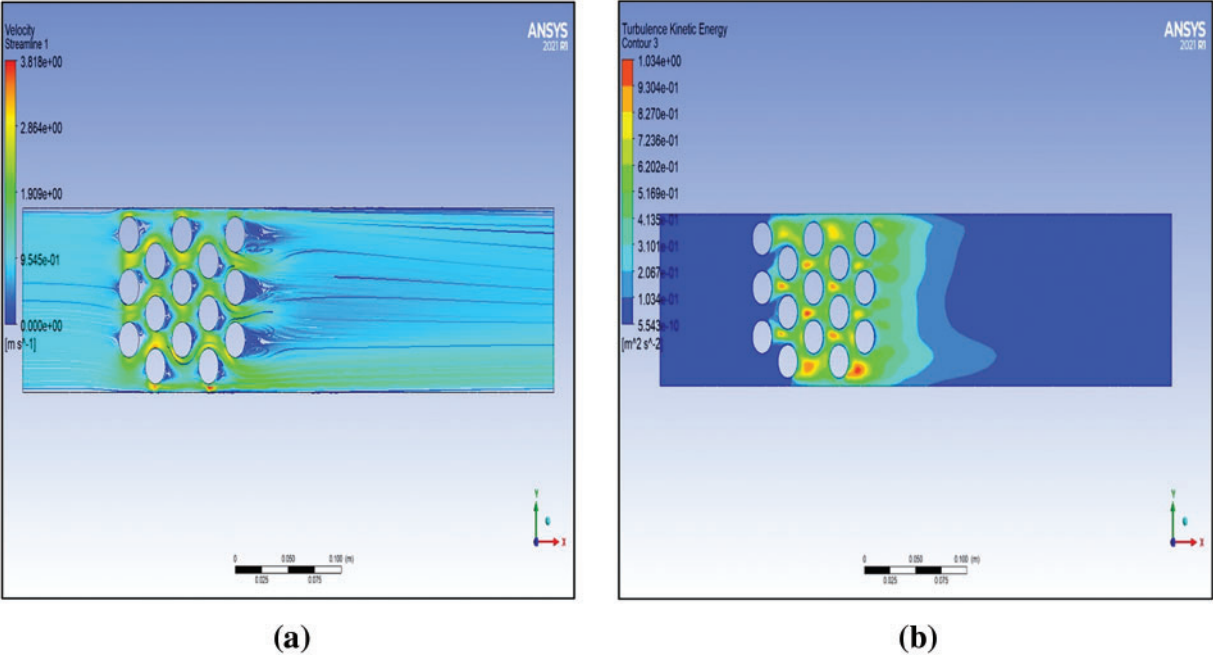 Velocity
Streamline 1
ANSYS
2021 R1
3.818e+00
2.864e+00
1.909e+00
9.545e-01
0.000e+00
[m s^-1]
Y
X
0 0.050 0.100 (m)
0.025 0.075
(a)
Turbulence Kinetic Energy
Contour 3
ANSYS
2021 R1
1.034e+00
9.304e-01
8.270e-01
7.236e-01
6.202e-01
5.169e-01
4.135e-01
3.101e-01
2.067e-01
1.034e-01
5.543e-10
[m^2 s^-2]
Y
X
0 0.050 0.100 (m)
0.025 0.075
(b)